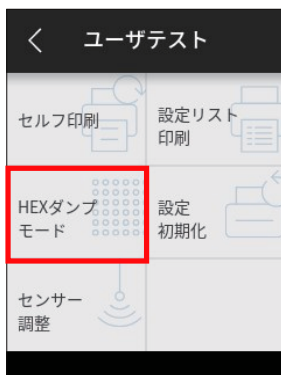 ユーザテスト
セルフ印刷
設定リスト
印刷
HEXダンプ
モード
設定
初期化
センサー
調整